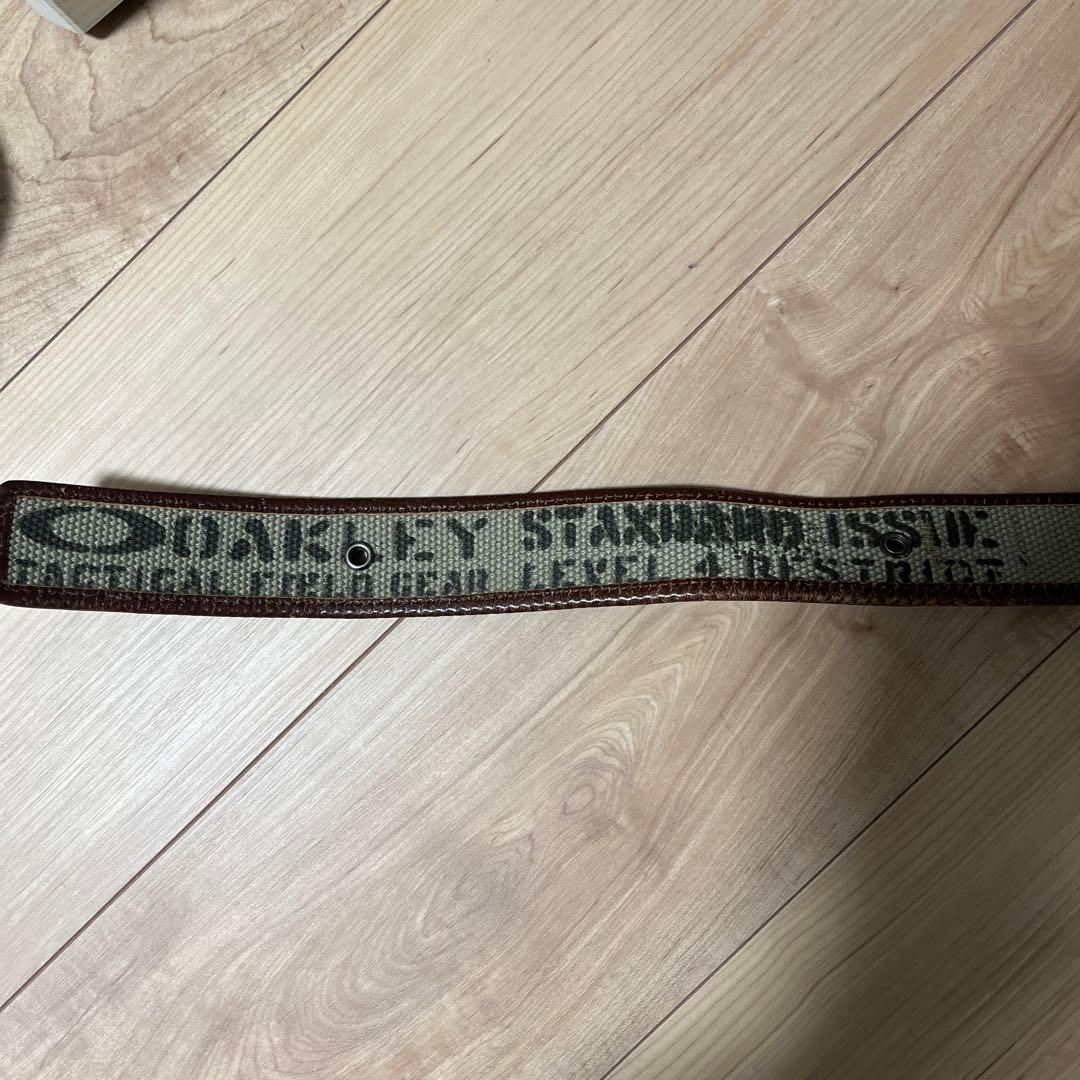 OAKLEY STANDARD ISSUE
TACTICAL FIELD GEAR LEVEL 4 RESTRICT